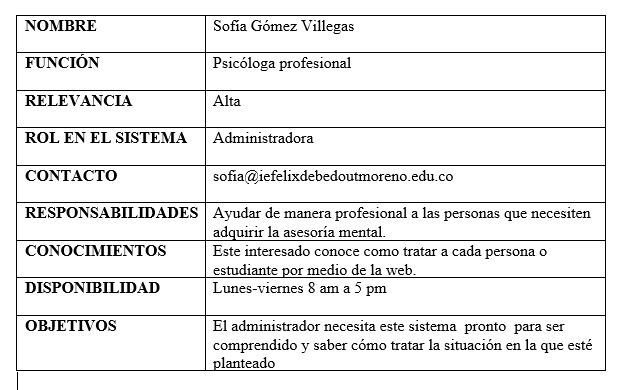 NOMBRE Sofía Gómez Villegas
FUNCIÓN Psicóloga profesional
RELEVANCIA Alta
ROL EN EL SISTEMA Administradora
CONTACTO sofia@iefelixdebedoutmoreno.edu.co
RESPONSABILIDADES Ayudar de manera profesional a las personas que necesiten
adquirir la asesoría mental.
CONOCIMIENTOS Este interesado conoce como tratar a cada persona o
estudiante por medio de la web.
DISPONIBILIDAD Lunes-viernes 8 am a 5 pm
OBJETIVOS El administrador necesita este sistema pronto para ser
comprendido y saber cómo tratar la situación en la que esté
planteado